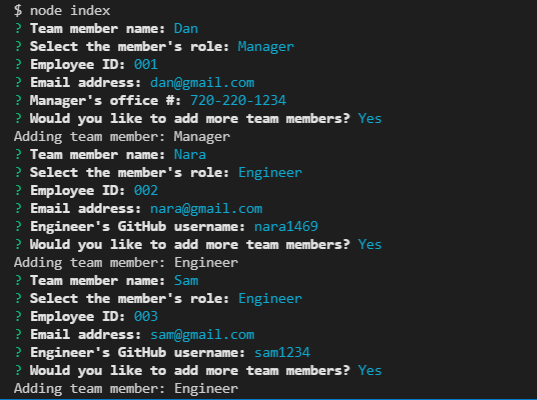 $ node index
? Team member name: Dan
? Select the member's role: Manager
? Employee ID: 001
? Email address: dan@gmail.com
? Manager's office #: 720-220-1234
? Would you like to add more team members? Yes
Adding team member: Manager
? Team member name: Nara
? Select the member's role: Engineer
? Employee ID: 002
? Email address: nara@gmail.com
? Engineer's GitHub username: nara1469
? Would you like to add more team members? Yes
Adding team member: Engineer
? Team member name: Sam
? Select the member's role: Engineer
? Employee ID: 003
? Email address: sam@gmail.com
? Engineer's GitHub username: sam1234
? Would you like to add more team members? Yes
Adding team member: Engineer